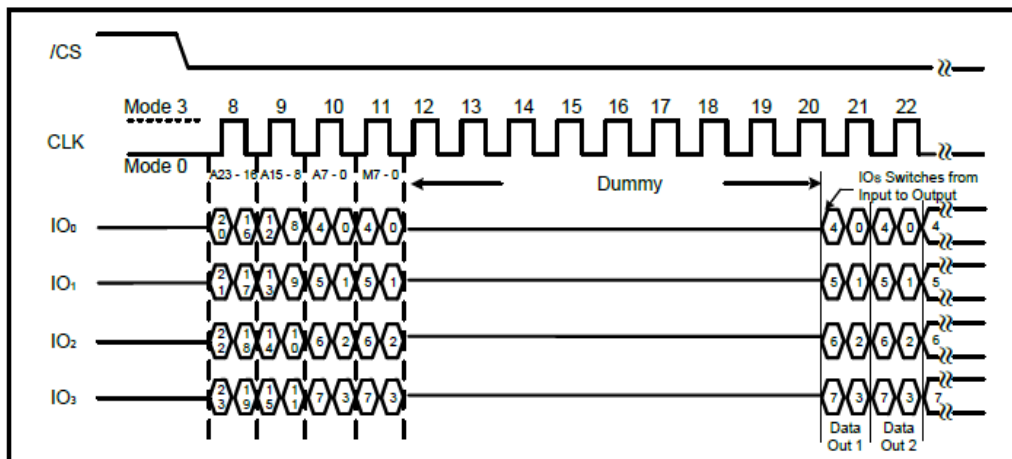 /CS
Mode 3 8 9 10 11 12 13 14 15 16 17 18 19 20 21 22
CLK
Mode 0
A23 - 16 A15 - 8 A7 - 0 M7 - 0
Dummy
IOs Switches from
Input to Output
IO0 20 16 12 8 4 0 4 0 4 0 4 0 4
IO1 21 17 13 9 5 1 5 1 5 1 5 1 5
IO2 22 18 14 10 6 2 6 2 6 2 6 2 6
IO3 23 19 15 11 7 3 7 3 7 3 7 3 7
Data Data
Out 1 Out 2